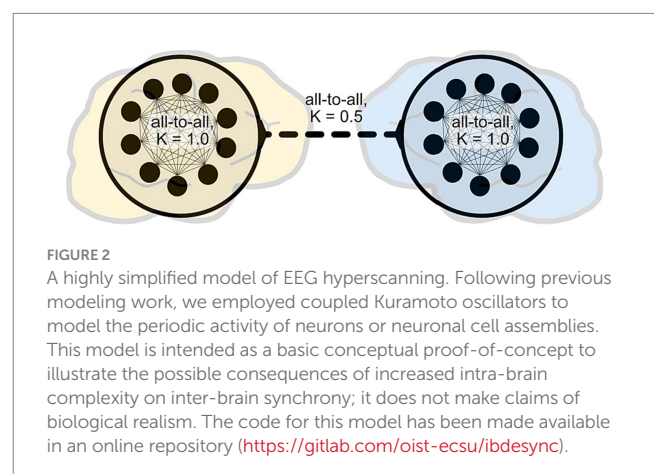 all-to-all,
K = 0.5
all-to-all,
K = 1.0
all-to-all,
K = 1.0
FIGURE 2
A highly simplified model of EEG hyperscanning. Following previous
modeling work, we employed coupled Kuramoto oscillators to
model the periodic activity of neurons or neuronal cell assemblies.
This model is intended as a basic conceptual proof-of-concept to
illustrate the possible consequences of increased intra-brain
complexity on inter-brain synchrony; it does not make claims of
biological realism. The code for this model has been made available
in an online repository (https://gitlab.com/oist-ecsu/ibdesync).